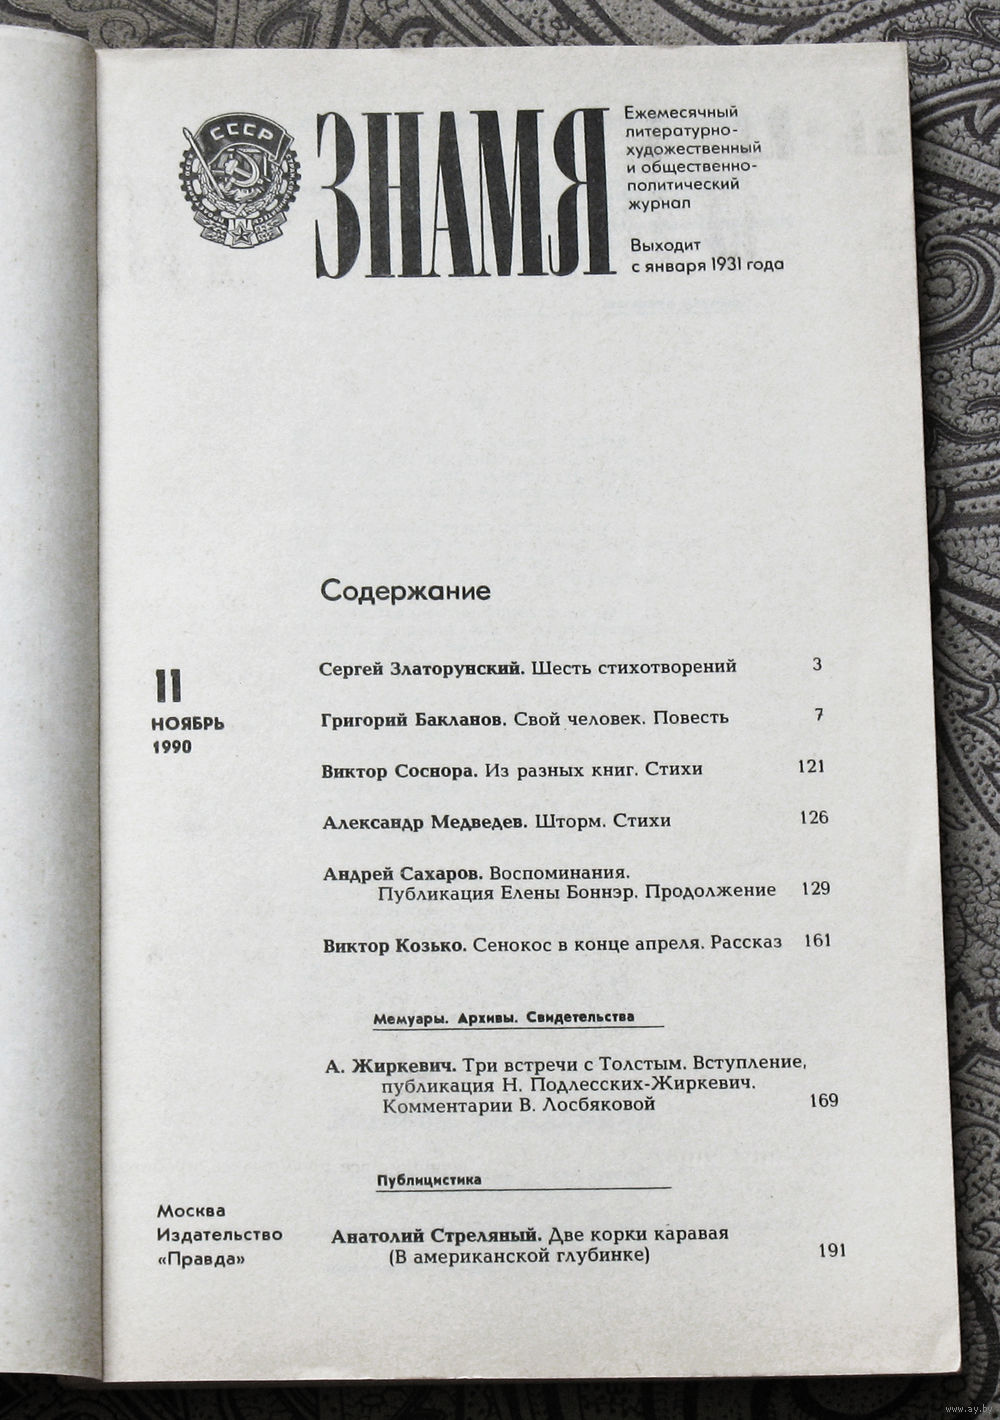 СССР
ЗНАМЯ
Ежемесячный
литературно-
художественный
и общественно-
политический
журнал
Выходит
с января 1931 года
Содержание
11
НОЯБРЬ
1990
Сергей Златорунский. Шесть стихотворений 3
Григорий Бакланов. Свой человек. Повесть 7
Виктор Соснора. Из разных книг. Стихи 121
Александр Медведев. Шторм. Стихи 126
Андрей Сахаров. Воспоминания.
Публикация Елены Боннэр. Продолжение 129
Виктор Козько. Сенокос в конце апреля. Рассказ 161
Мемуары. Архивы. Свидетельства
А. Жиркевич. Три встречи с Толстым. Вступление,
публикация Н. Подлесских-Жиркевич.
Комментарии В. Лосбяковой 169
Публицистика
Анатолий Стреляный. Две корки каравая
(В американской глубинке) 191
Москва
Издательство
«Правда»
www.ay.by